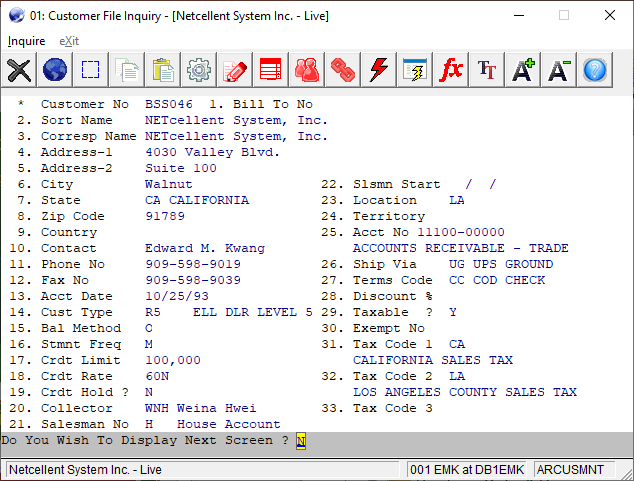 01: Customer File Inquiry - [Netcellent System Inc. - Live]
Inquire eXit
fx TT A+ A- ?
* Customer No BSS046 1. Bill To No
2. Sort Name NETcellent System, Inc.
3. Corresp Name NETcellent System, Inc.
4. Address-1 4030 Valley Blvd.
5. Address-2 Suite 100
6. City Walnut 22. Slsmn Start / /
7. State CA CALIFORNIA 23. Location LA
8. Zip Code 91789 24. Territory
9. Country 25. Acct No 11100-00000
10. Contact Edward M. Kwang ACCOUNTS RECEIVABLE - TRADE
11. Phone No 909-598-9019 26. Ship Via UG UPS GROUND
12. Fax No 909-598-9039 27. Terms Code CC COD CHECK
13. Acct Date 10/25/93 28. Discount %
14. Cust Type R5 ELL DLR LEVEL 5 29. Taxable ? Y
15. Bal Method O 30. Exempt No
16. Stmnt Freq M 31. Tax Code 1 CA
17. Crdt Limit 100,000 CALIFORNIA SALES TAX
18. Crdt Rate 60N 32. Tax Code 2 LA
19. Crdt Hold ? N LOS ANGELES COUNTY SALES TAX
20. Collector WNH Weina Hwei 33. Tax Code 3
21. Salesman No H House Account
Do You Wish To Display Next Screen ? N
Netcellent System Inc. - Live 001 EMK at DB1EMK ARCUSMNT